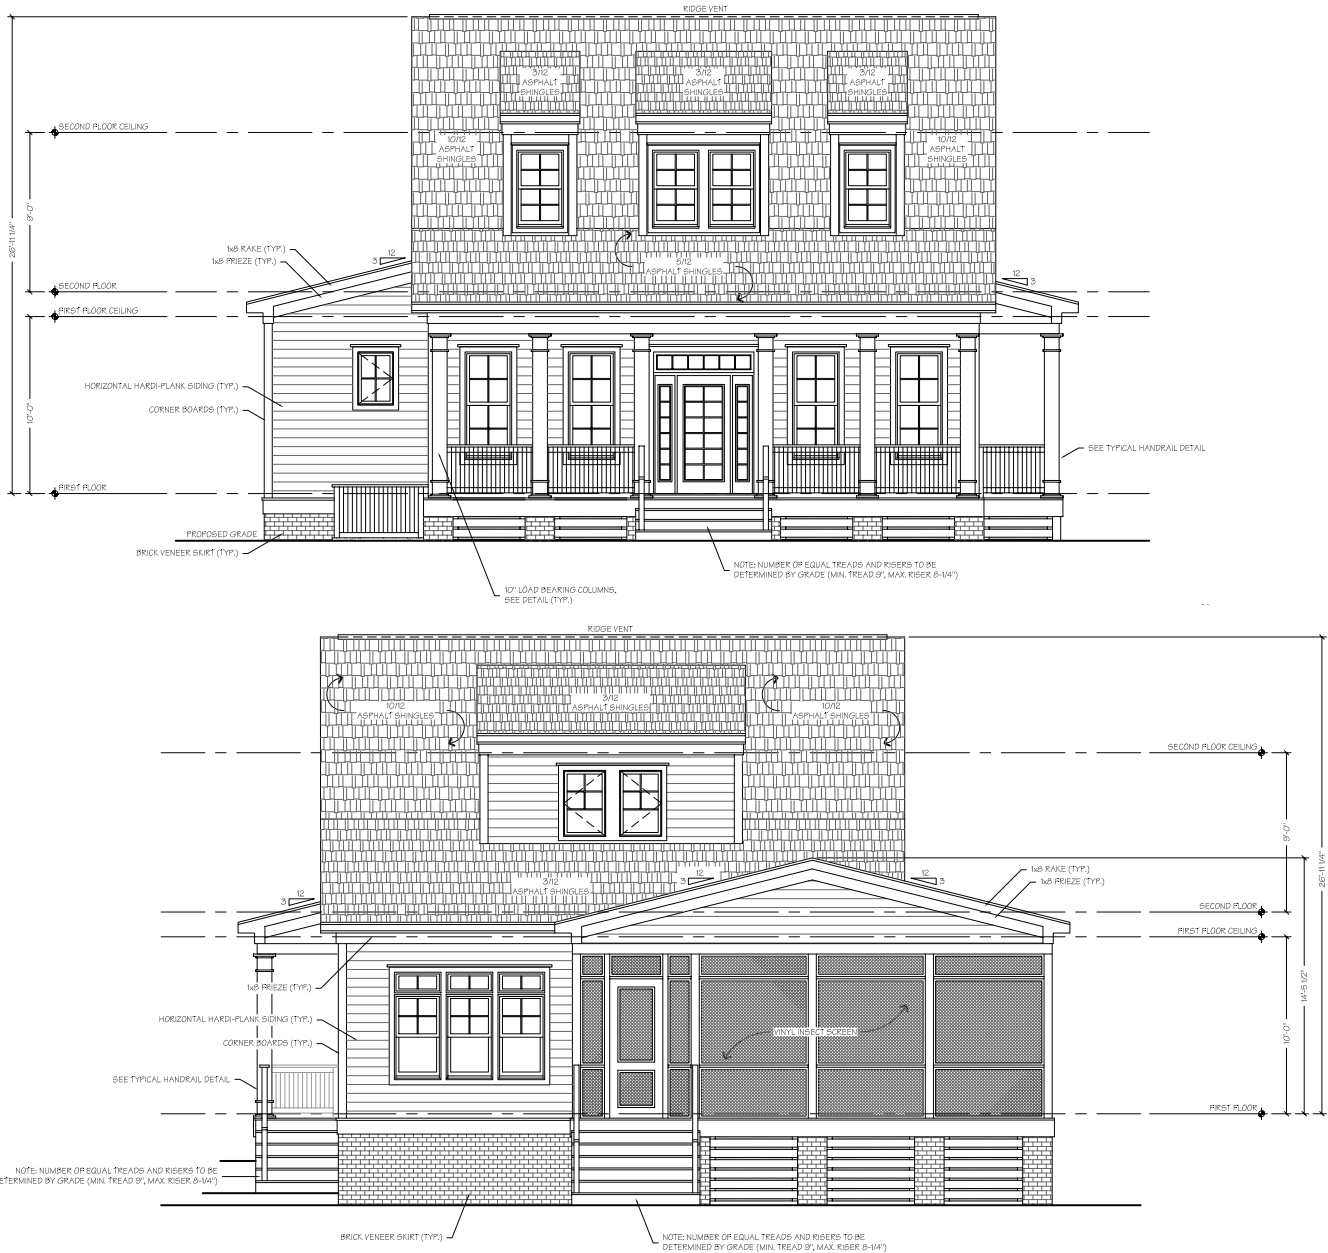 RIDGE VENT
3/12
ASPHALT
SHINGLES
3/12
ASPHALT
SHINGLES
3/12
ASPHALT
SHINGLES
SECOND FLOOR CEILING
10/12
ASPHALT
SHINGLES
10/12
ASPHALT
SHINGLES
9'-0"
26'-11 1/4"
1x8 RAKE (TYP.)
1x8 FRIEZE (TYP.)
12
3
5/12
ASPHALT SHINGLES
12
3
SECOND FLOOR
FIRST FLOOR CEILING
HORIZONTAL HARDI-PLANK SIDING (TYP.)
CORNER BOARDS (TYP.)
10'-0"
SEE TYPICAL HANDRAIL DETAIL
FIRST FLOOR
PROPOSED GRADE
BRICK VENEER SKIRT (TYP.)
NOTE: NUMBER OF EQUAL TREADS AND RISERS TO BE
DETERMINED BY GRADE (MIN. TREAD 9", MAX. RISER 8-1/4")
10" LOAD BEARING COLUMNS,
SEE DETAIL (TYP.)
RIDGE VENT
10/12
ASPHALT SHINGLES
3/12
ASPHALT SHINGLES
10/12
ASPHALT SHINGLES
SECOND FLOOR CEILING
9'-0"
26'-11 1/4"
12
3
3/12
ASPHALT SHINGLES
12
3
12
3
1x8 RAKE (TYP.)
1x8 FRIEZE (TYP.)
SECOND FLOOR
FIRST FLOOR CEILING
1x8 FRIEZE (TYP.)
14'-5 1/2"
HORIZONTAL HARDI-PLANK SIDING (TYP.)
VINYL INSECT SCREEN
10'-0"
CORNER BOARDS (TYP.)
SEE TYPICAL HANDRAIL DETAIL
FIRST FLOOR
NOTE: NUMBER OF EQUAL TREADS AND RISERS TO BE
ETERMINED BY GRADE (MIN. TREAD 9", MAX. RISER 8-1/4")
BRICK VENEER SKIRT (TYP.)
NOTE: NUMBER OF EQUAL TREADS AND RISERS TO BE
DETERMINED BY GRADE (MIN. TREAD 9", MAX. RISER 8-1/4")